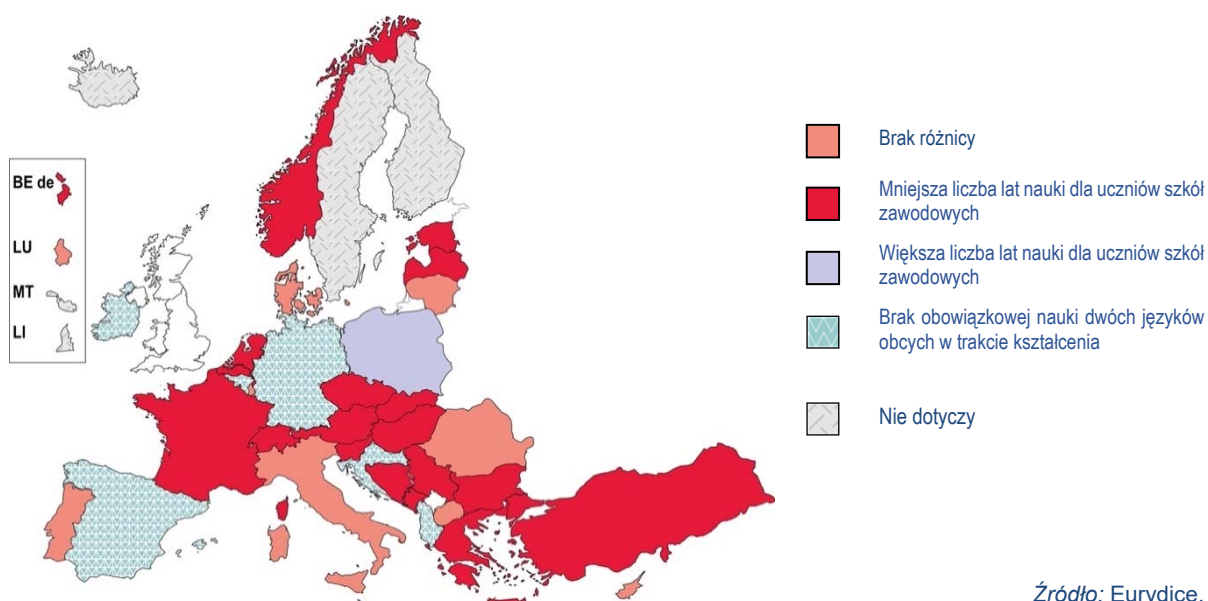 BE de
LU
MT
LI
Brak różnicy
Mniejsza liczba lat nauki dla uczniów szkół
zawodowych
Większa liczba lat nauki dla uczniów szkół
zawodowych
Brak obowiązkowej nauki dwóch języków
obcych w trakcie kształcenia
Nie dotyczy
Źródło: Eurydice.